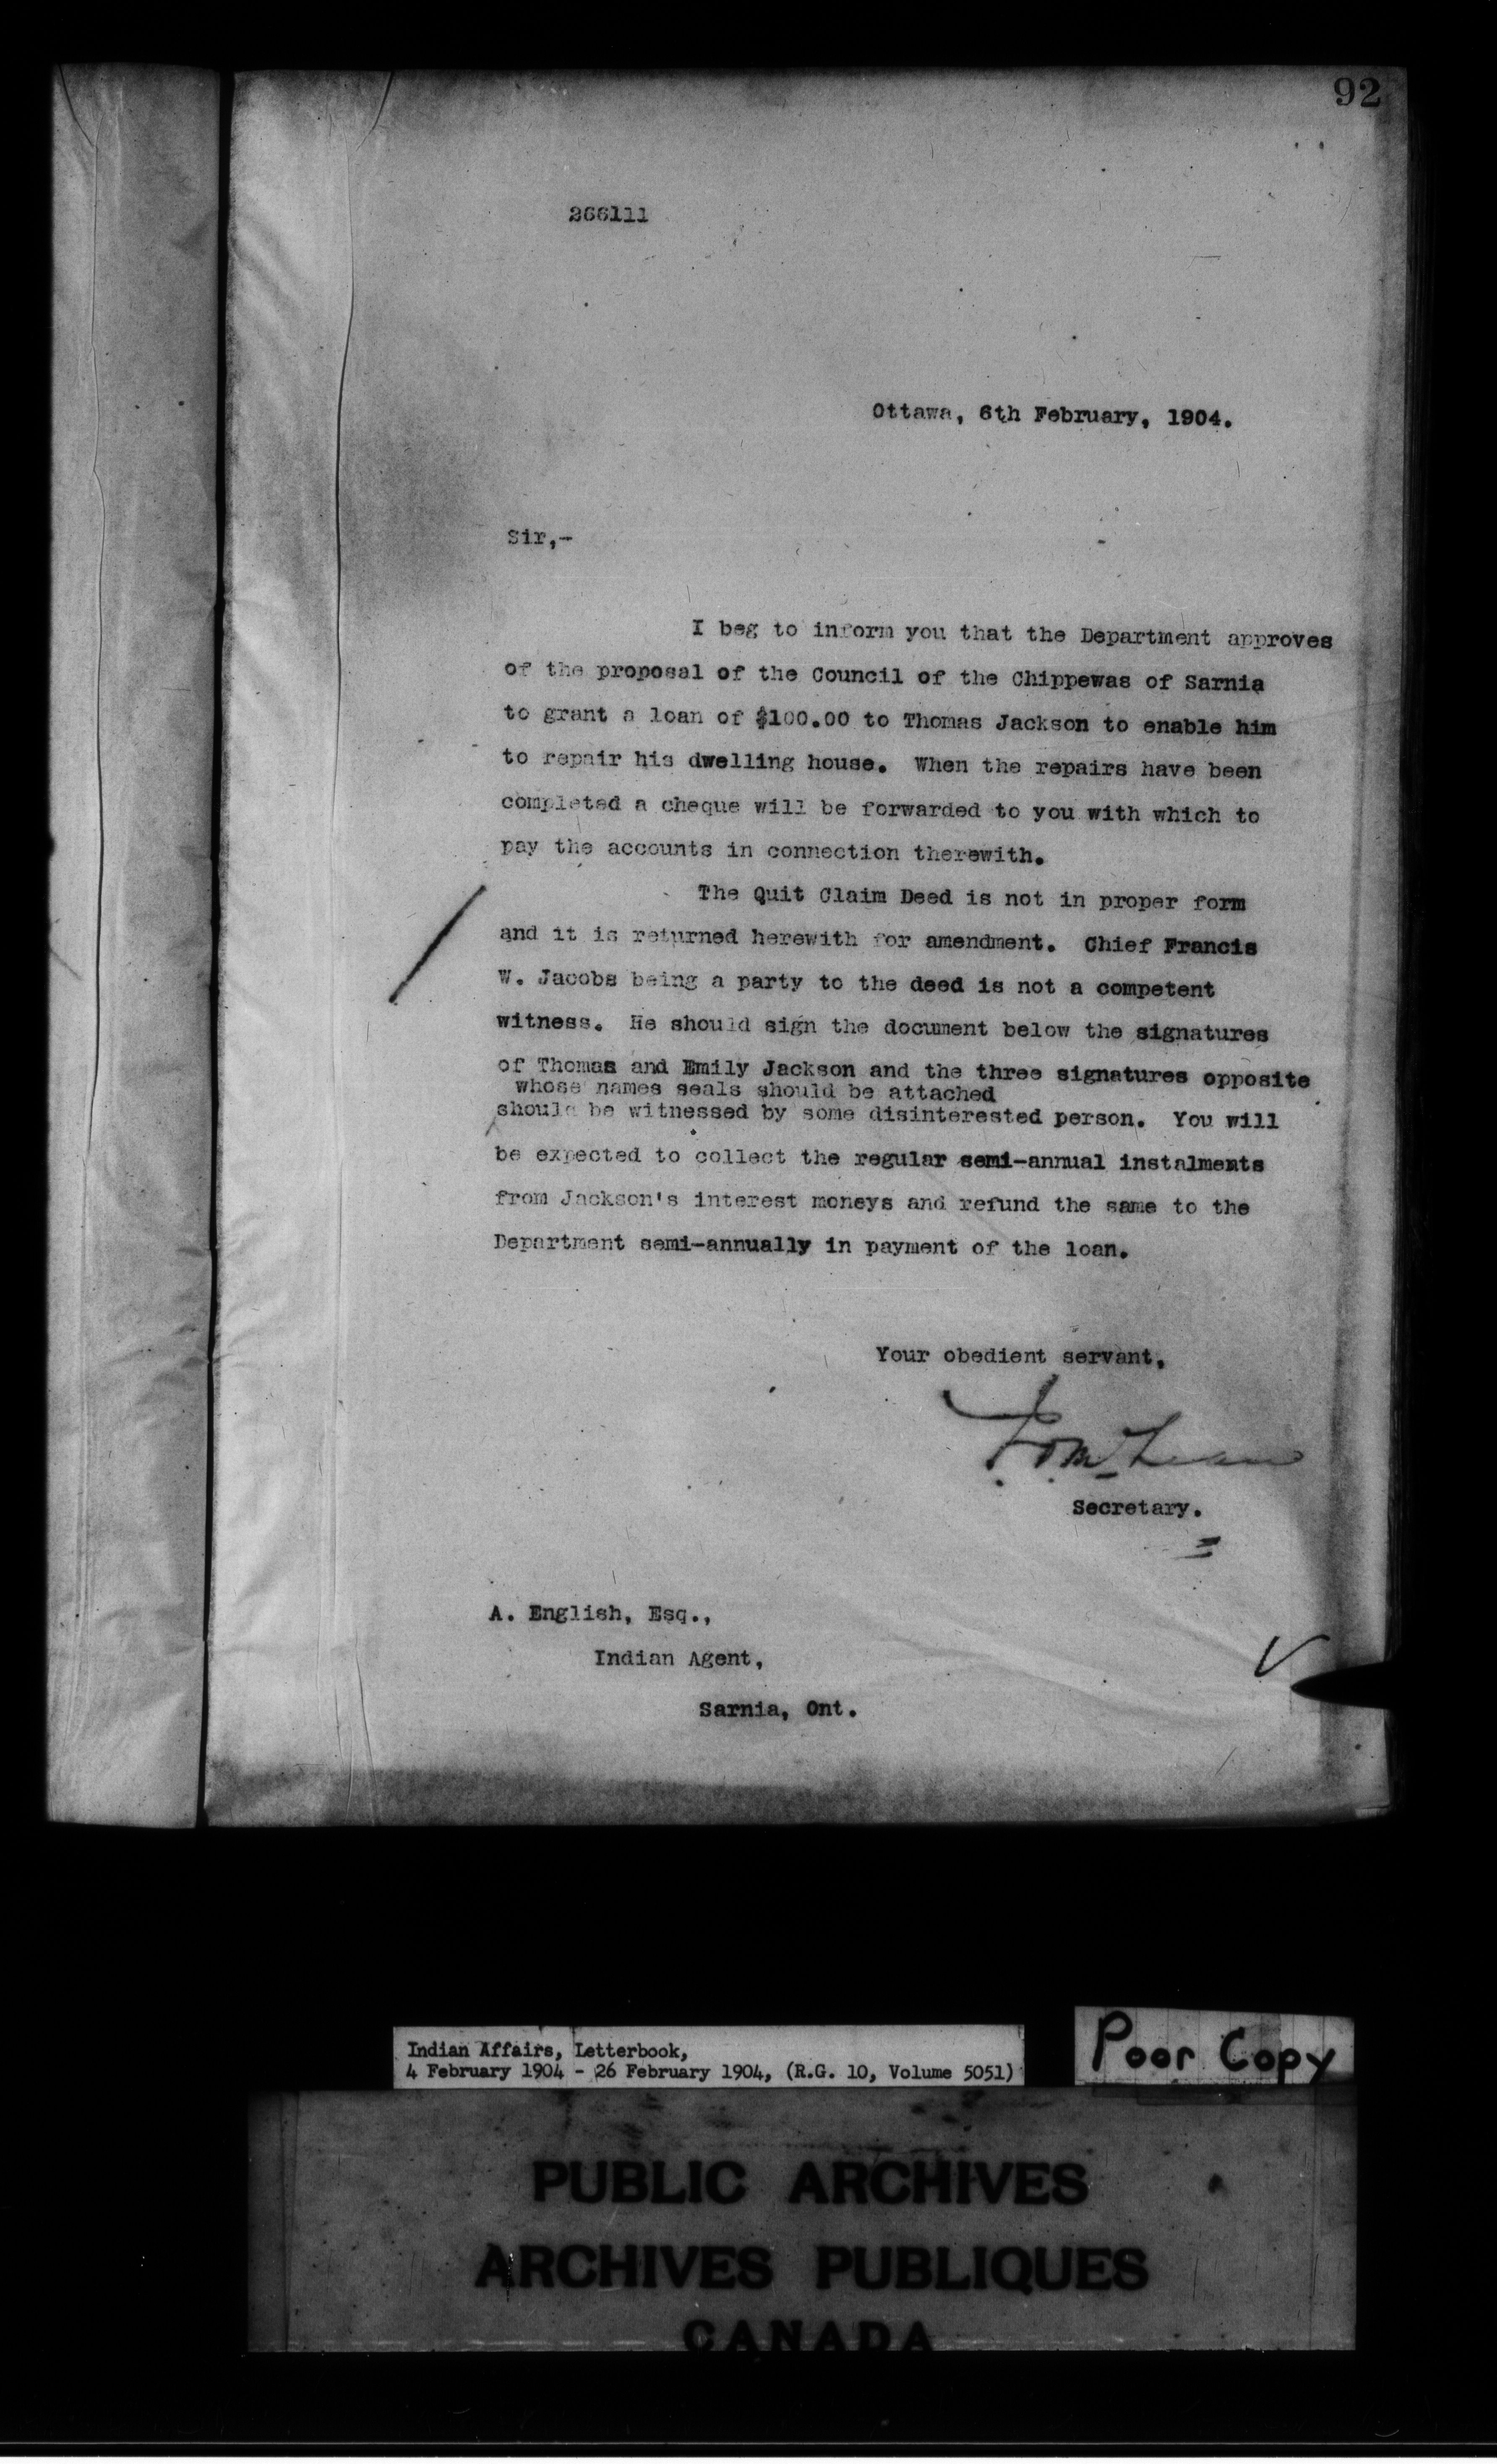 92
266111
Ottawa, 6th February, 1904.
Sir,-
I beg to inform you that the Department approves
of the proposal of the Council of the Chippewas of Sarnia
to grant a loan of $100.00 to Thomas Jackson to enable him
to repair his dwelling house. When the repairs have been
completed a cheque will be forwarded to you with which to
pay the accounts in connection therewith.
The Quit Claim Deed is not in proper form
and it is returned herewith for amendment. Chief Francis
W. Jacobs being a party to the deed is not a competent
witness. He should sign the document below the signatures
of Thomas and Emily Jackson and the three signatures opposite
whose names seals should be attached
should be witnessed by some disinterested person. You will
be expected to collect the regular semi-annual instalments
from Jackson's interest moneys and refund the same to the
Department semi-annually in payment of the loan.
Your obedient servant,
Secretary.
A. English, Esq.,
Indian Agent,
Sarnia, Ont.
Indian Affairs, Letterbook,
4 February 1904 - 26 February 1904, (R.G. 10, Volume 5051)
Poor Copy
PUBLIC ARCHIVES
ARCHIVES PUBLIQUES
CANADA